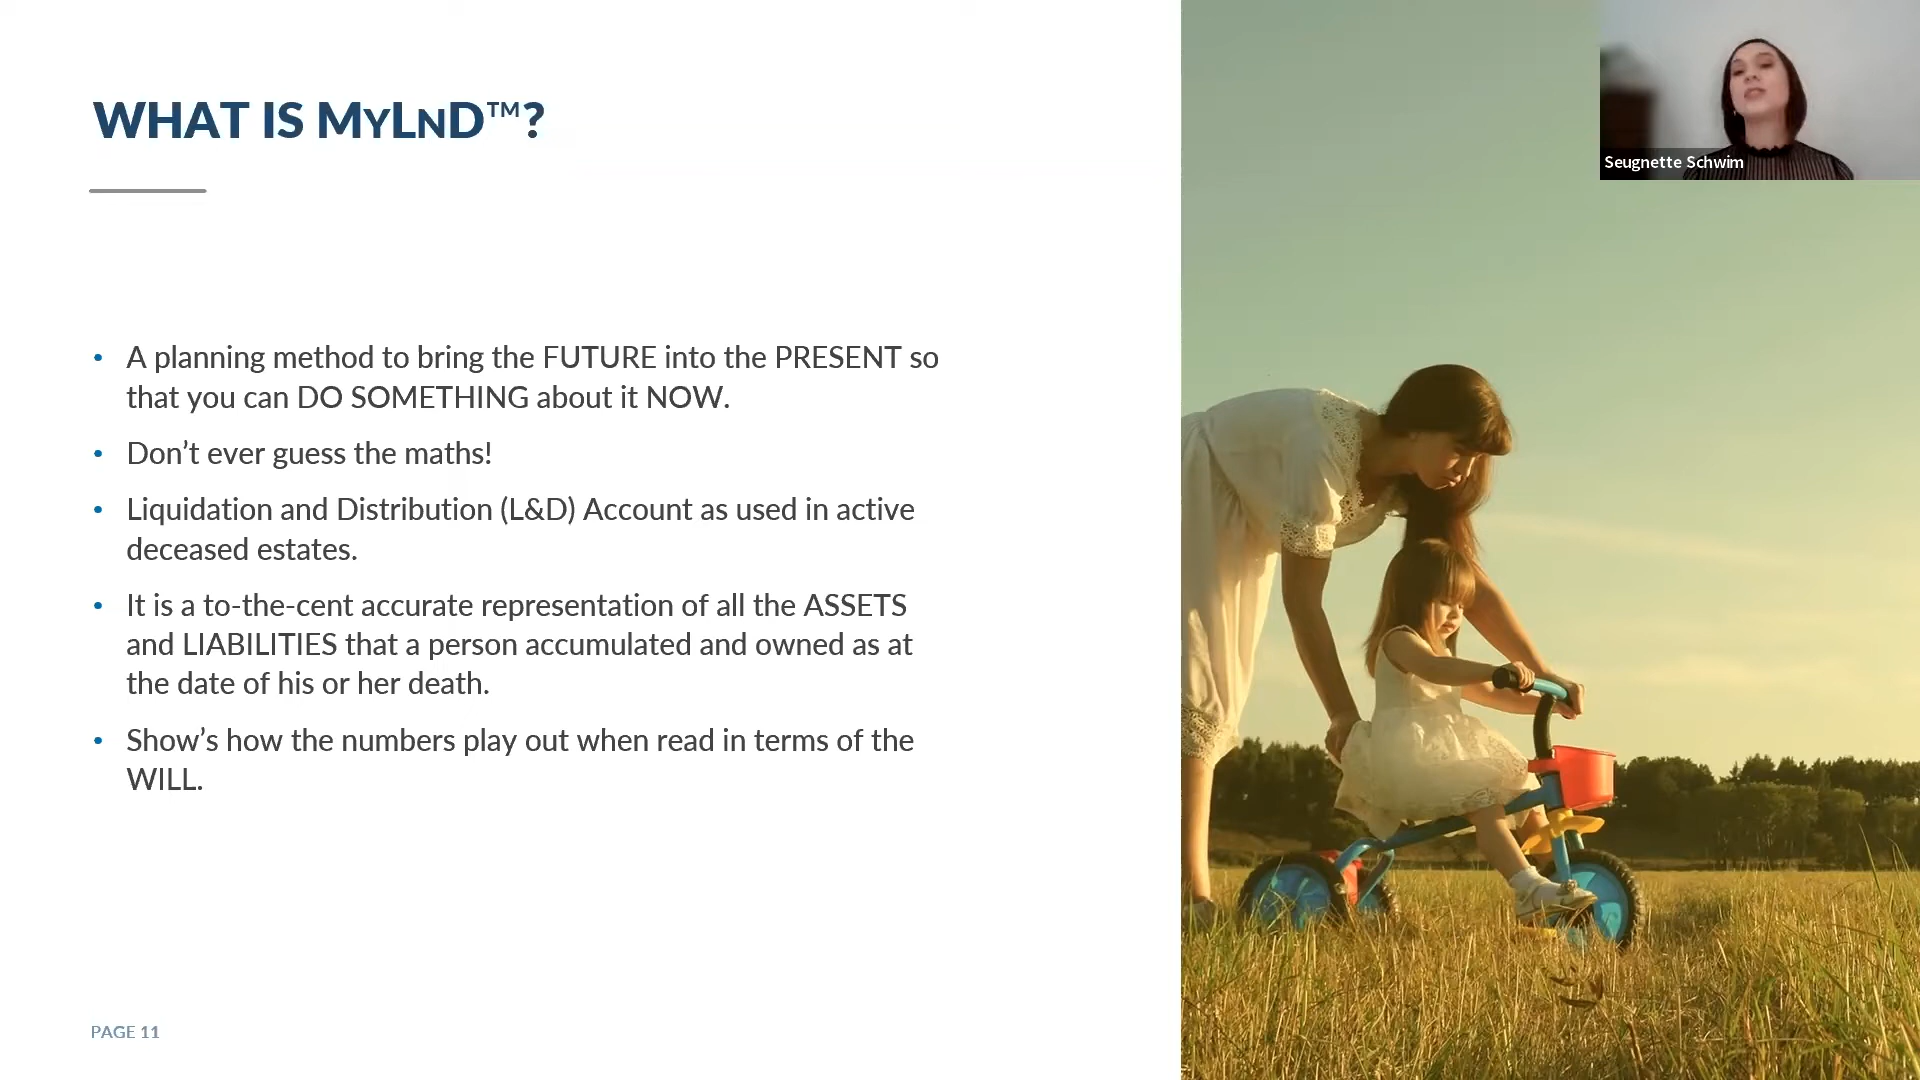 WHAT IS MYLND™?
Seugnette Schwim
• A planning method to bring the FUTURE into the PRESENT so
that you can DO SOMETHING about it NOW.
• Don’t ever guess the maths!
• Liquidation and Distribution (L&D) Account as used in active
deceased estates.
• It is a to-the-cent accurate representation of all the ASSETS
and LIABILITIES that a person accumulated and owned as at
the date of his or her death.
• Show’s how the numbers play out when read in terms of the
WILL.
PAGE 11